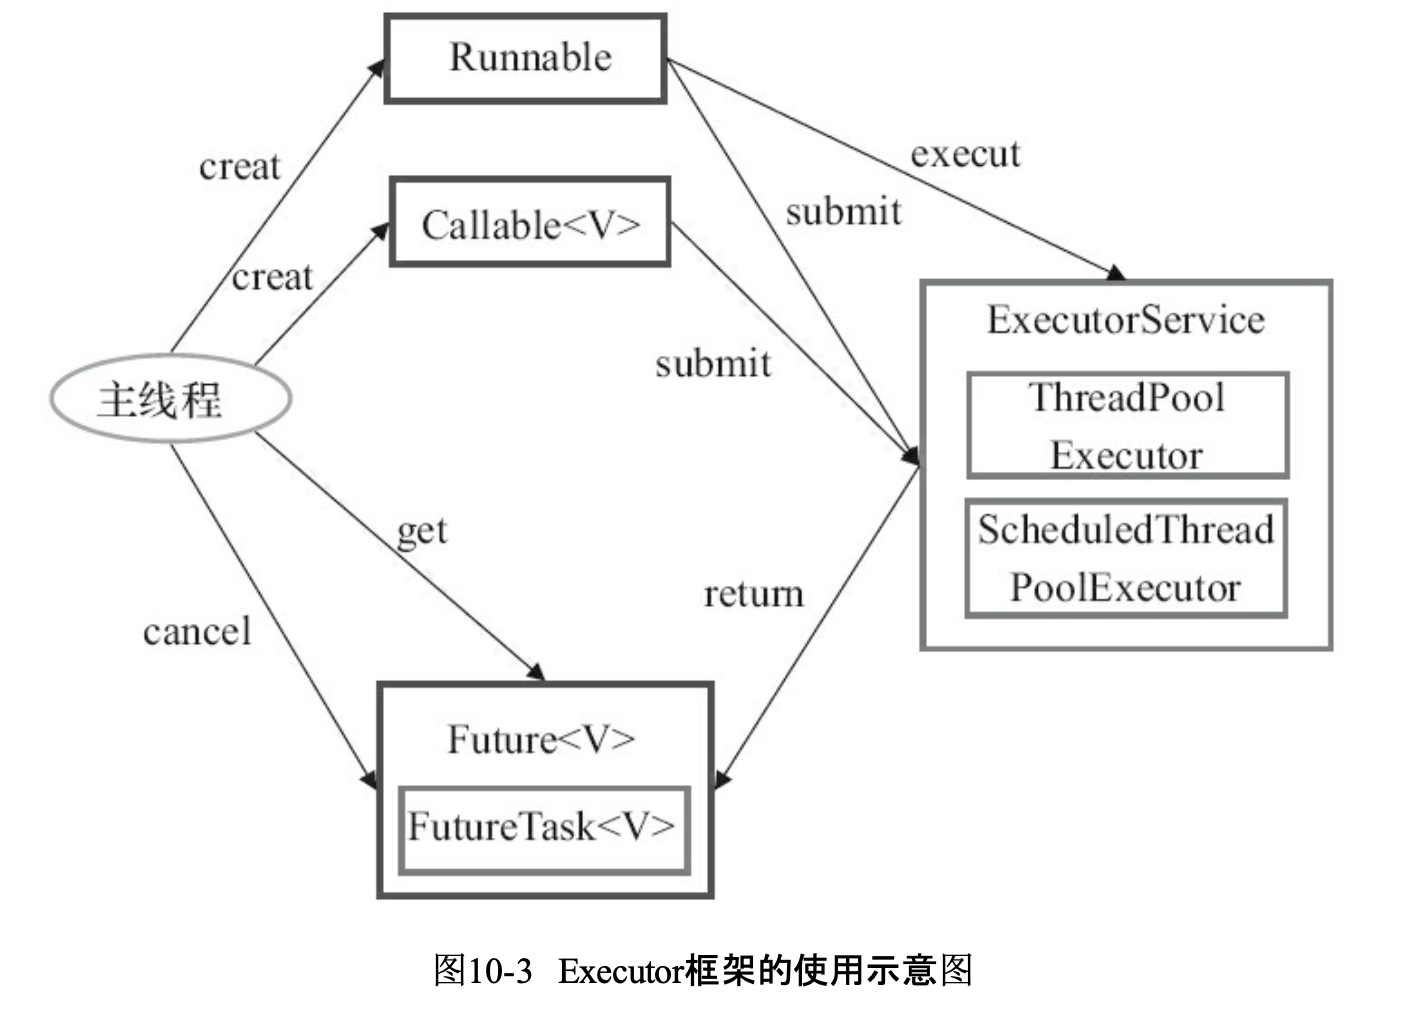 Runnable
creat
execut
submit
Callable<V>
creat
ExecutorService
submit
主线程
ThreadPool
Executor
get
ScheduledThread
PoolExecutor
return
cancel
Future<V>
FutureTask<V>
图10-3 Executor框架的使用示意图